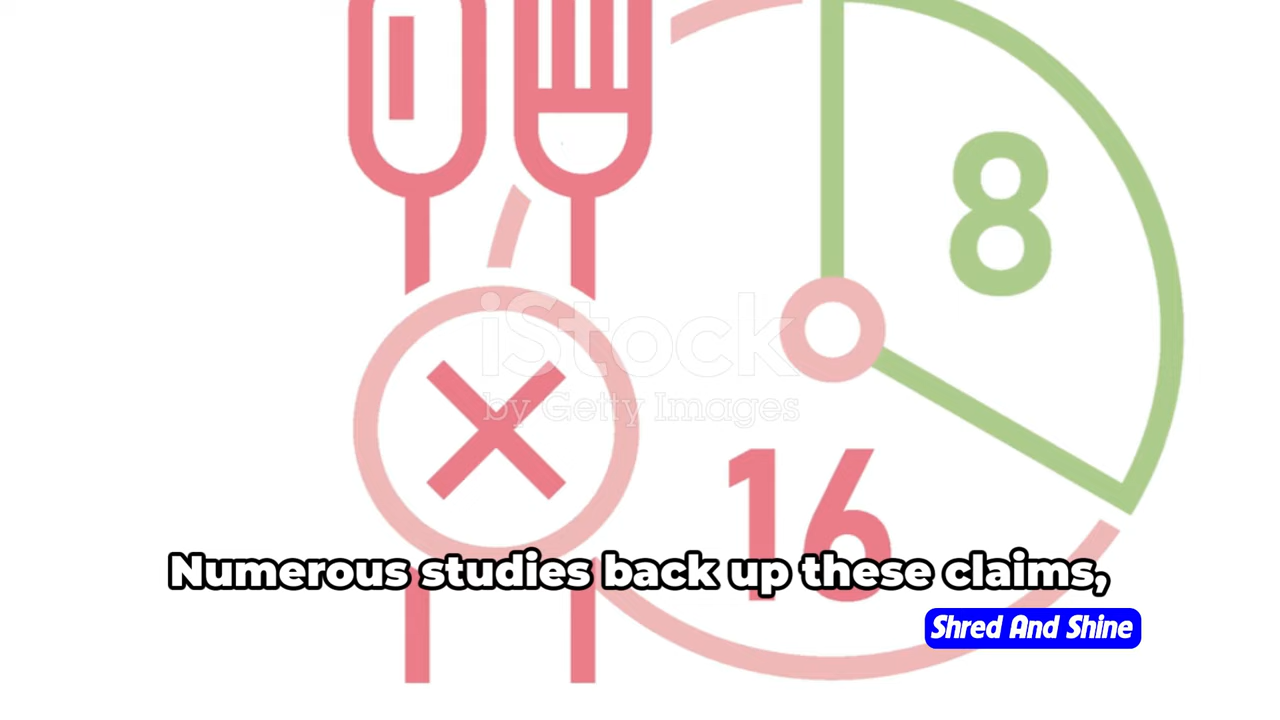 8
iStock
by Getty Images
16
Numerous studies back up these claims,
Shred And Shine